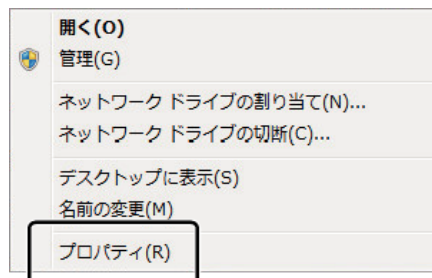 開く(O)
管理(G)
ネットワーク ドライブの割り当て(N)...
ネットワーク ドライブの切断(C)...
デスクトップに表示(S)
名前の変更(M)
プロパティ(R)